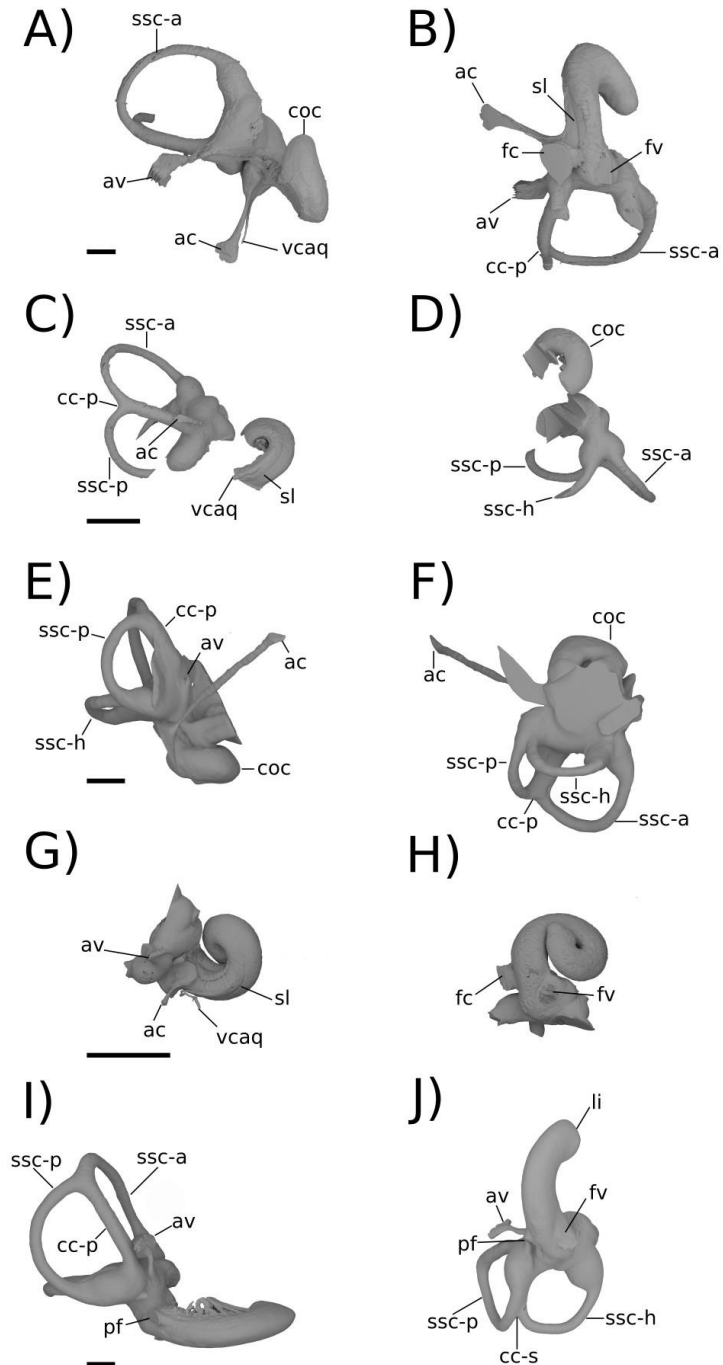 A)
ssc-a
coc
av
ac
vcaq
B)
ac
sl
fc
fv
av
cc-p
ssc-a
C)
ssc-a
cc-p
ac
ssc-p
vcaq
sl
D)
coc
ssc-p
ssc-a
ssc-h
E)
cc-p
ssc-p
av
ac
ssc-h
coc
F)
coc
ac
ssc-p
ssc-h
cc-p
ssc-a
G)
av
sl
ac
vcaq
H)
fc
fv
I)
ssc-p
ssc-a
av
cc-p
pf
J)
li
av
fv
pf
ssc-p
ssc-h
cc-s